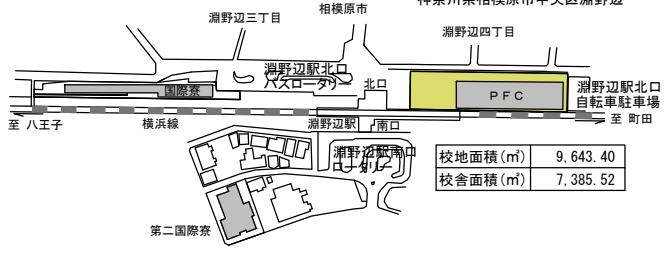 神奈川県相模原市中央区淵野辺
相模原市
淵野辺三丁目
淵野辺四丁目
淵野辺駅北口
バスロータリー
北口
国際寮
PFC
淵野辺駅北口
自転車駐車場
至 八王子
横浜線
淵野辺駅
南口
至 町田
淵野辺駅南口
ロータリー
校地面積(㎡) 9,643.40
校舎面積(㎡) 7,385.52
第二国際寮